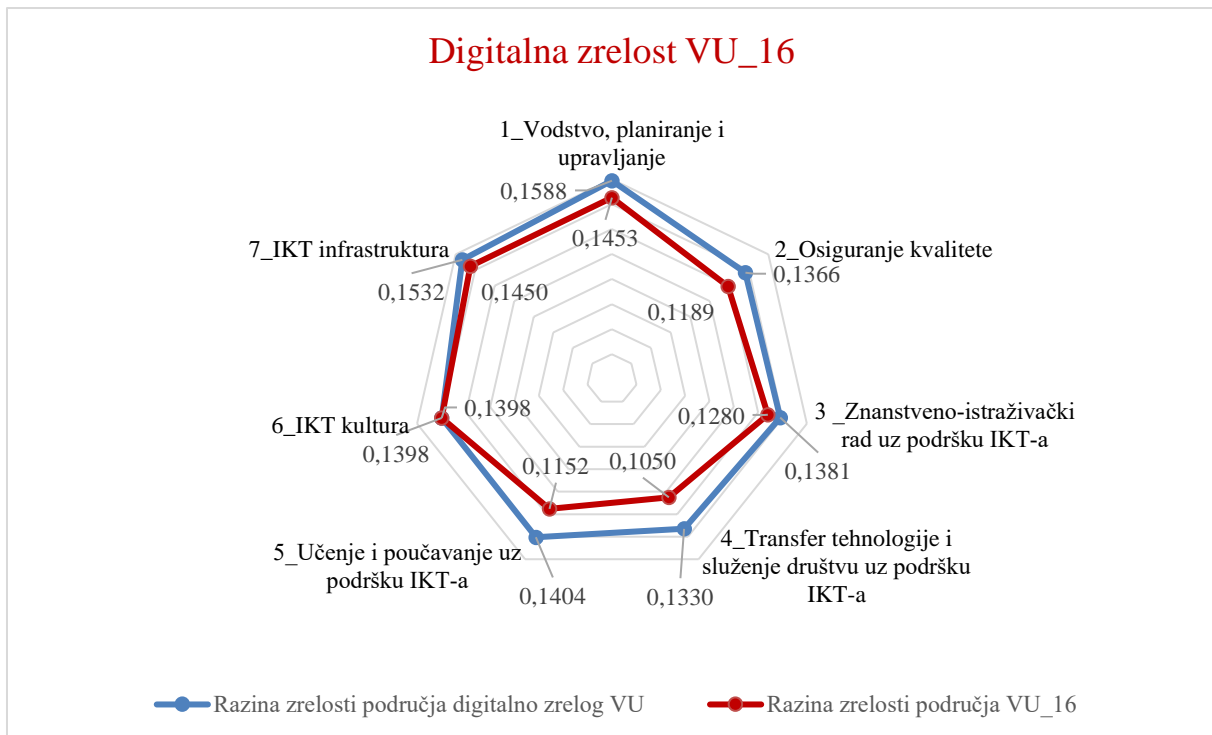 Digitalna zrelost VU_16
1_Vodstvo, planiranje i
upravljanje
0,1588
0,1453
7_IKT infrastruktura
2_Osiguranje kvalitete
0,1366
0,1532
0,1450
0,1189
6_IKT kultura
0,1398
0,1398
0,1280
3 _Znanstveno-istraživački
rad uz podršku IKT-a
0,1381
0,1152
0,1050
5_Učenje i poučavanje uz
podršku IKT-a
0,1404
4_Transfer tehnologije i
služenje društvu uz podršku
IKT-a
0,1330
Razina zrelosti područja digitalno zrelog VU
Razina zrelosti područja VU_16